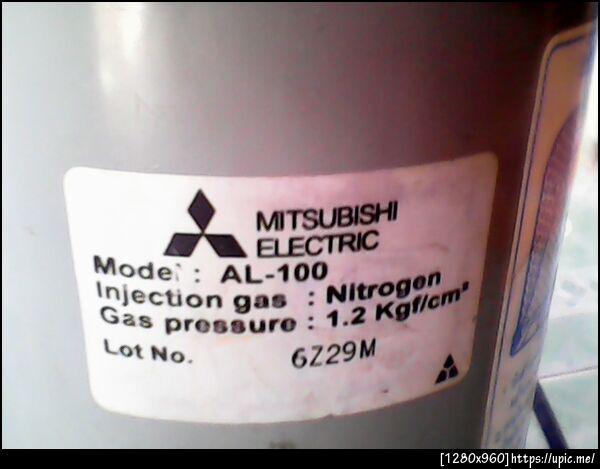 MITSUBISHI
ELECTRIC
Model : AL-100
Injection gas : Nitrogen
Gas pressure : 1.2 Kgf/cm²
Lot No. 6Z29M
[1280x960]https://upic.me/